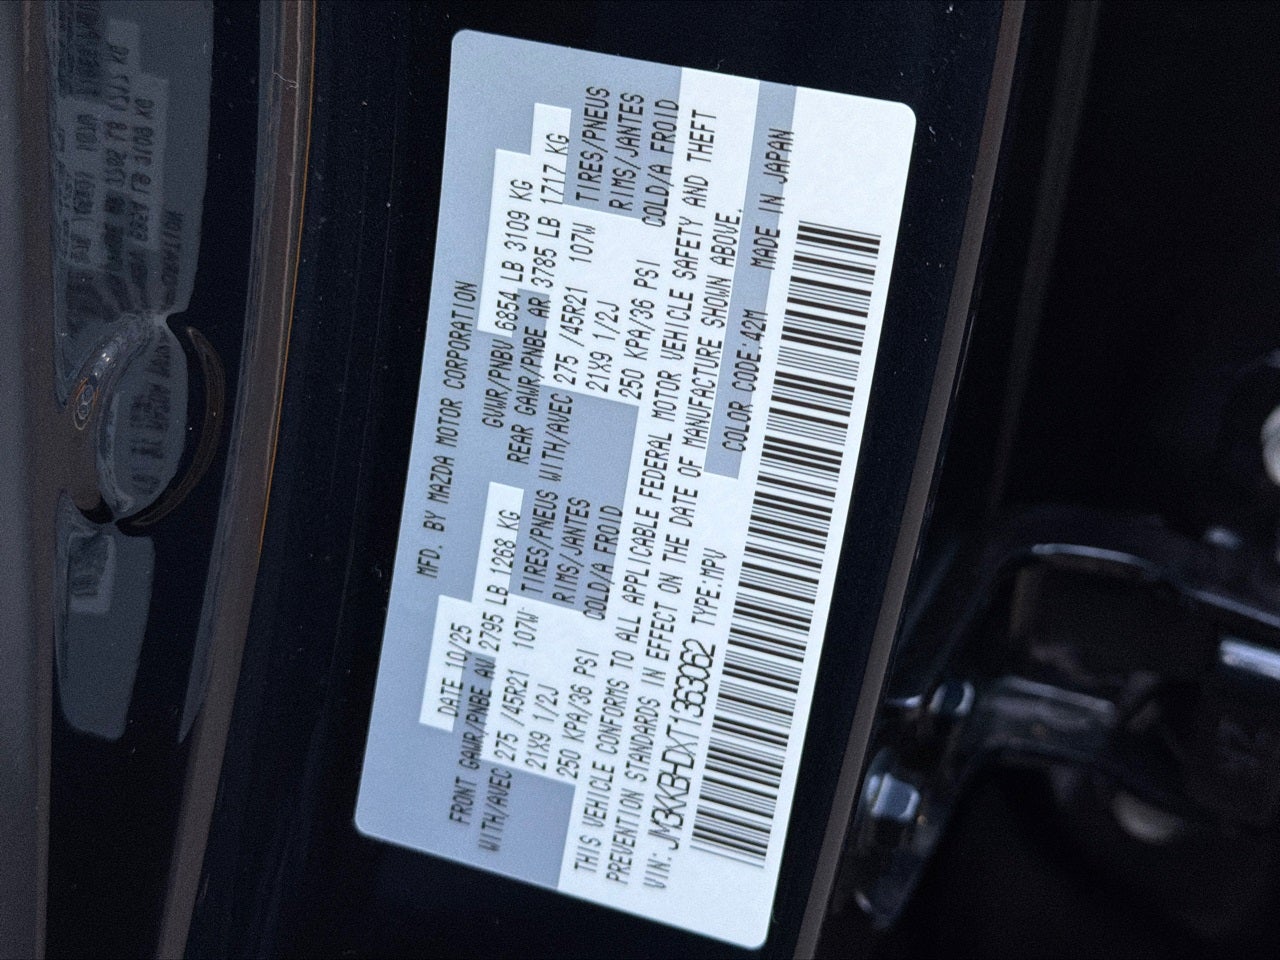 MFD. BY MAZDA MOTOR CORPORATION
DATE 10/25 GVWR/PNBV 6854 LB 3109 KG
FRONT GAWR/PNBE AV 2795 LB 1268 KG REAR GAWR/PNBE AR 3785 LB 1717 KG
WITH/AVEC 275 /45R21 107W TIRES/PNEUS WITH/AVEC 275 /45R21 107W TIRES/PNEUS
21X9 1/2J RIMS/JANTES 21X9 1/2J RIMS/JANTES
250 KPA/36 PSI COLD/A FROID 250 KPA/36 PSI COLD/A FROID
THIS VEHICLE CONFORMS TO ALL APPLICABLE FEDERAL MOTOR VEHICLE SAFETY AND THEFT
PREVENTION STANDARDS IN EFFECT ON THE DATE OF MANUFACTURE SHOWN ABOVE.
VIN: JM3KKBHDXT1363062 TYPE:MPV COLOR CODE:42M MADE IN JAPAN